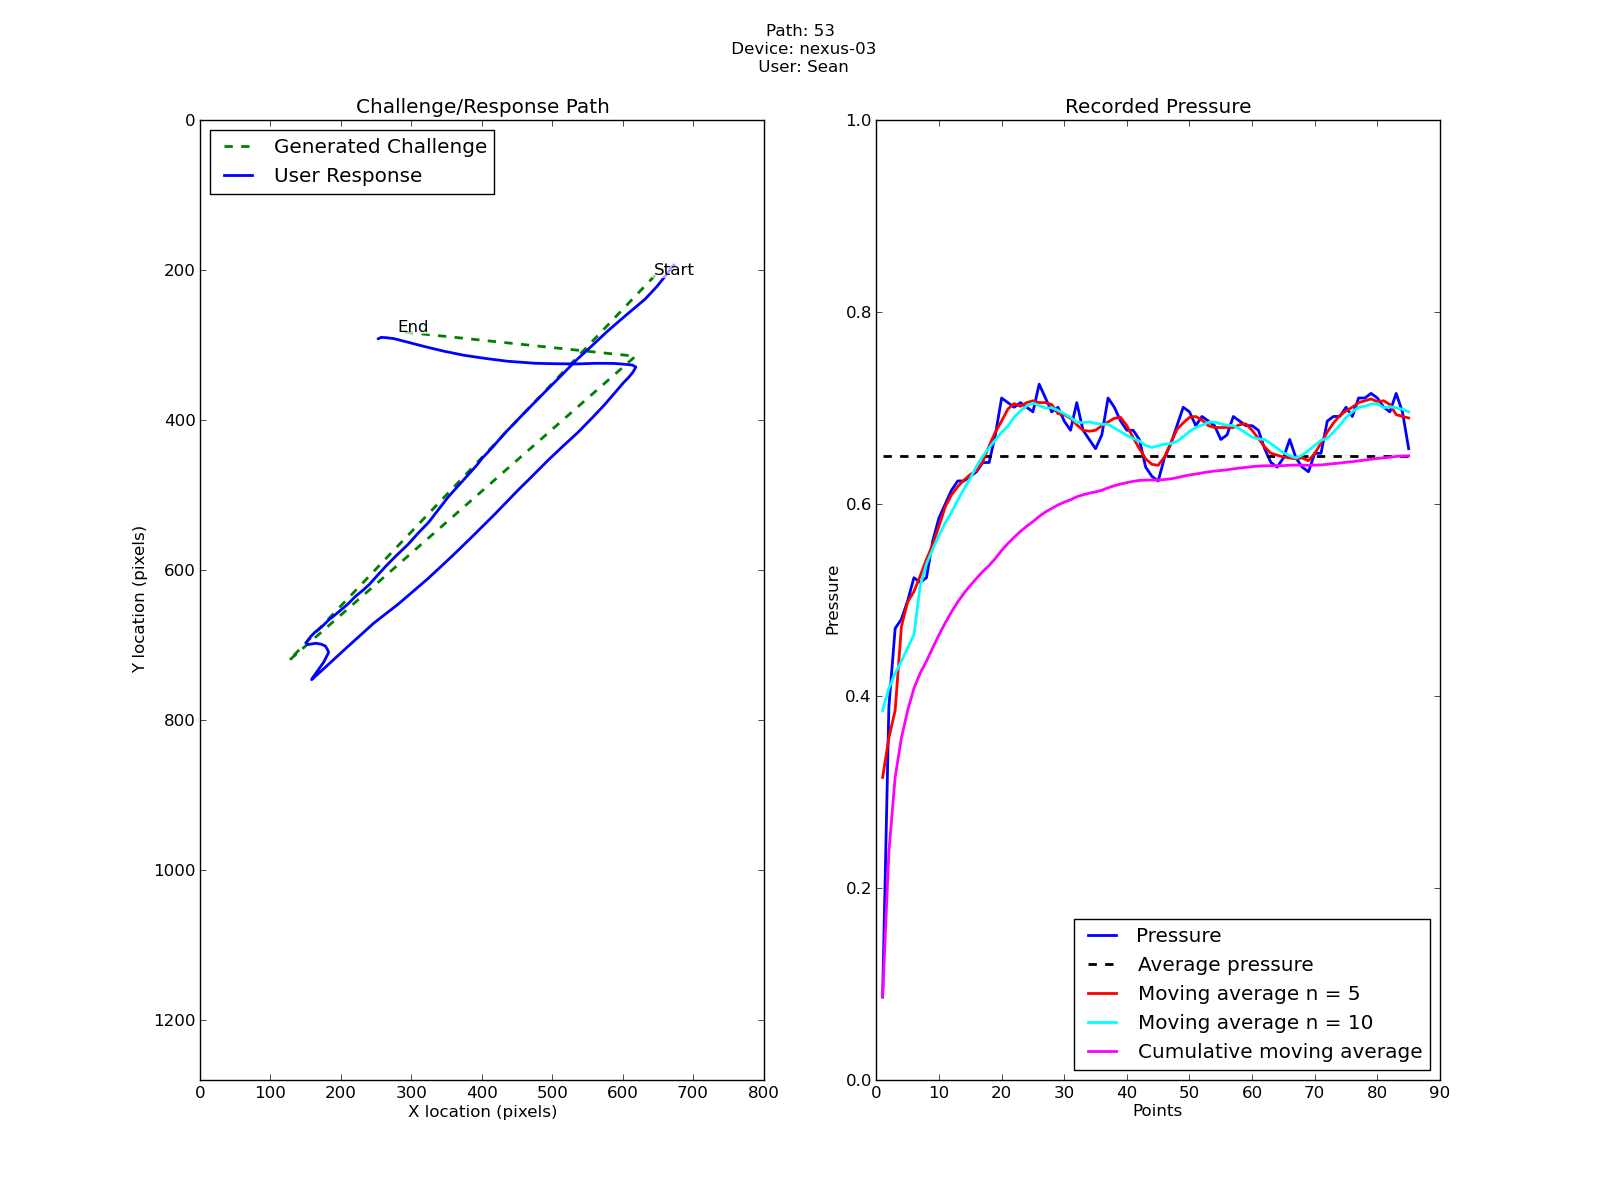 Path: 53
Device: nexus-03
User: Sean
Challenge/Response Path
Generated Challenge
User Response
Start
End
0
200
400
600
800
1000
1200
Y location (pixels)
0 100 200 300 400 500 600 700 800
X location (pixels)
Recorded Pressure
1.0
0.8
0.6
0.4
0.2
0.0
Pressure
Pressure
Average pressure
Moving average n = 5
Moving average n = 10
Cumulative moving average
0 10 20 30 40 50 60 70 80 90
Points